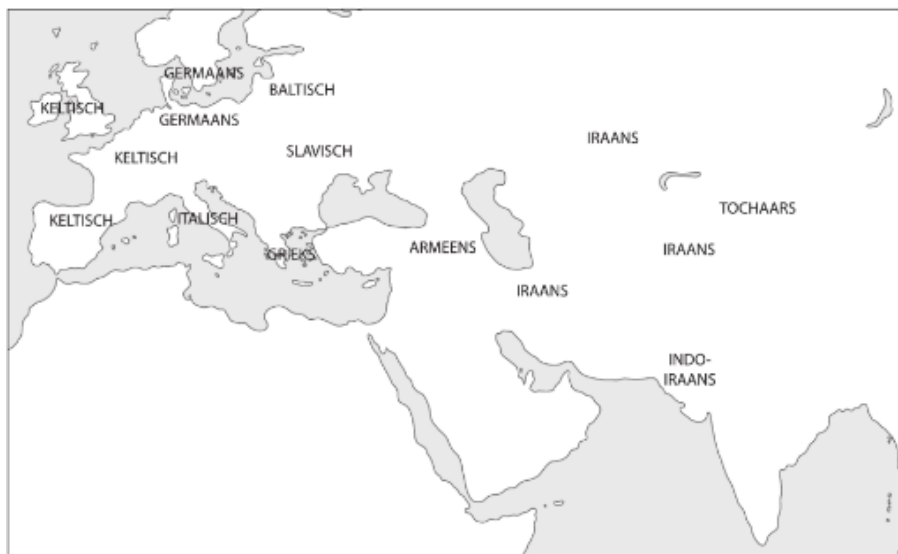 GERMAANS
BALTISCH
KELTISCH
GERMAANS
IRAANS
SLAVISCH
KELTISCH
TOCHAARS
KELTISCH
ITALISCH
ARMEENS
IRAANS
GRIEKS
IRAANS
INDO-
IRAANS